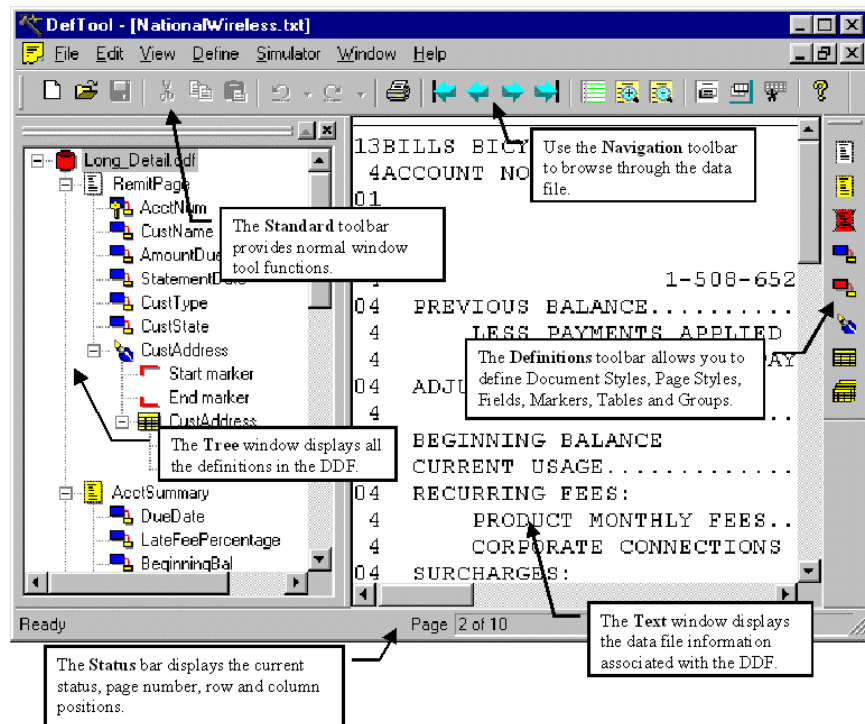 DefTool - [NationalWireless.txt]
File Edit View Define Simulator Window Help
Long_Detail.ddf
RemitPage
AcctNum
CustName
AmountDue
StatementD
CustType
CustState
CustAddress
Start marker
End marker
CustAddress
AcctSummary
DueDate
LateFeePercentage
BeginningBal
13BILLS BICY
4ACCOUNT NO
01
4
1-508-652
04 PREVIOUS BALANCE..........
4 LESS PAYMENTS APPLIED
4 AY
04 ADJU
4 ..
BEGINNING BALANCE
CURRENT USAGE.............
04 RECURRING FEES:
4 PRODUCT MONTHLY FEES..
4 CORPORATE CONNECTIONS
04 SURCHARGES:
Use the Navigation toolbar
to browse through the data
file.
The Standard toolbar
provides normal window
tool functions.
The Definitions toolbar allows you to
define Document Styles, Page Styles,
Fields, Markers, Tables and Groups.
The Tree window displays all
the definitions in the DDF.
The Text window displays
the data file information
associated with the DDF.
Ready
Page 2 of 10
The Status bar displays the current
status, page number, row and column
positions.